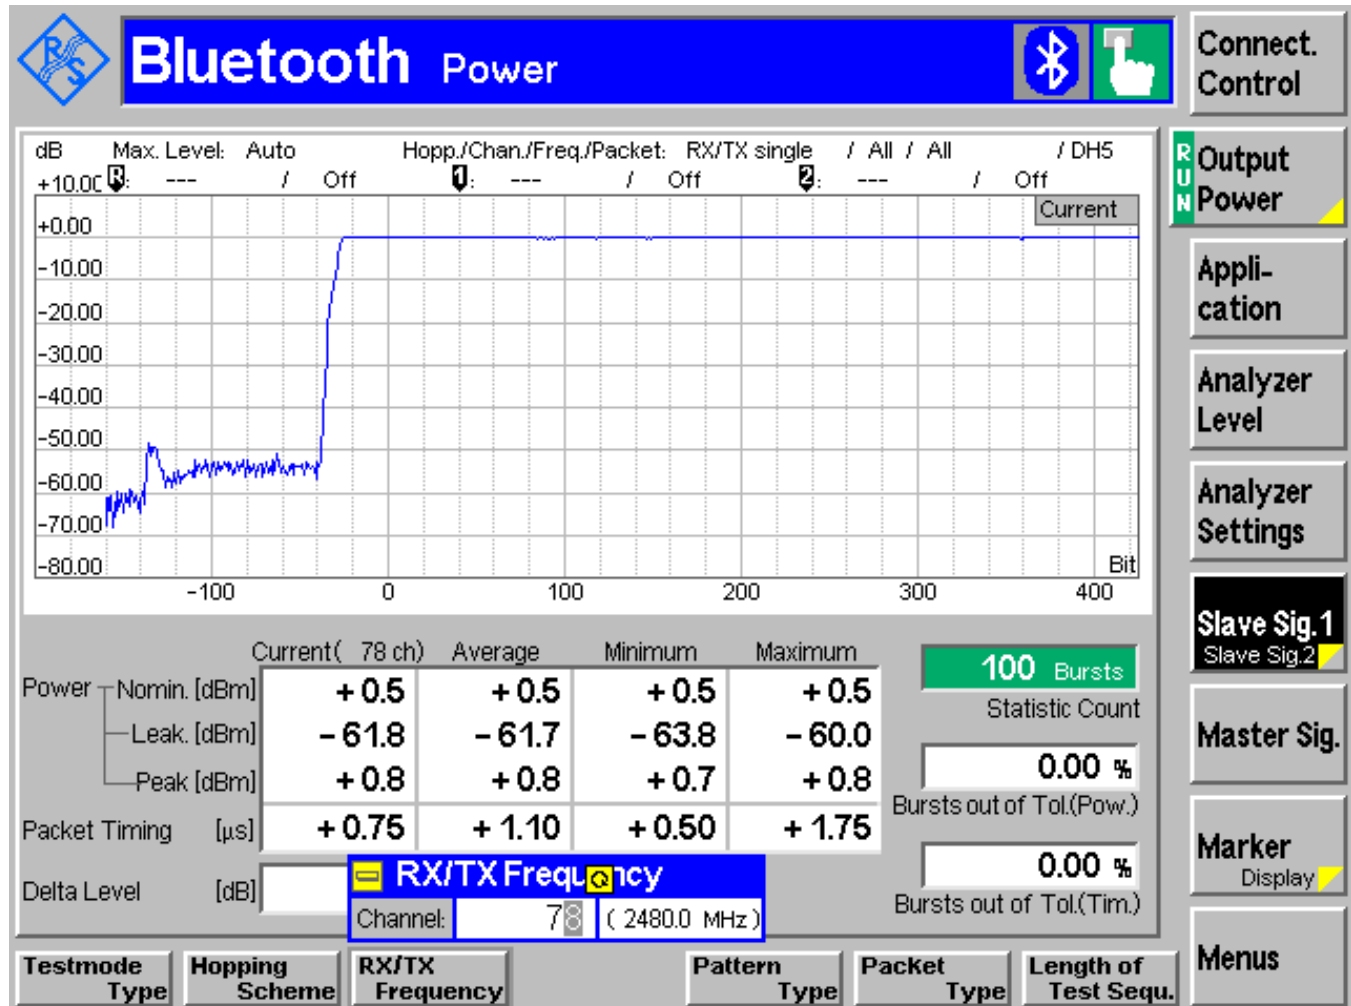 R S
Bluetooth Power
Connect. Control
dB Max. Level: Auto Hopp./Chan./Freq./Packet: RX/TX single / All / All / DH5
+10.00 R: --- / Off 1: --- / Off 2: --- / Off
Current
+0.00
-10.00
-20.00
-30.00
-40.00
-50.00
-60.00
-70.00
-80.00
Bit
-100 0 100 200 300 400
Current( 78 ch) Average Minimum Maximum
Power Nomin. [dBm] +0.5 +0.5 +0.5 +0.5
Leak. [dBm] -61.8 -61.7 -63.8 -60.0
Peak [dBm] +0.8 +0.8 +0.7 +0.8
Packet Timing [µs] +0.75 +1.10 +0.50 +1.75
Delta Level [dB]
100 Bursts
Statistic Count
0.00 %
Bursts out of Tol.(Pow.)
0.00 %
Bursts out of Tol.(Tim.)
RX/TX Frequency
Channel: 78 ( 2480.0 MHz )
RUN
Output Power
Appli-
cation
Analyzer
Level
Analyzer
Settings
Slave Sig.1
Slave Sig.2
Master Sig.
Marker
Display
Menus
Testmode Type
Hopping Scheme
RX/TX Frequency
Pattern Type
Packet Type
Length of Test Sequ.